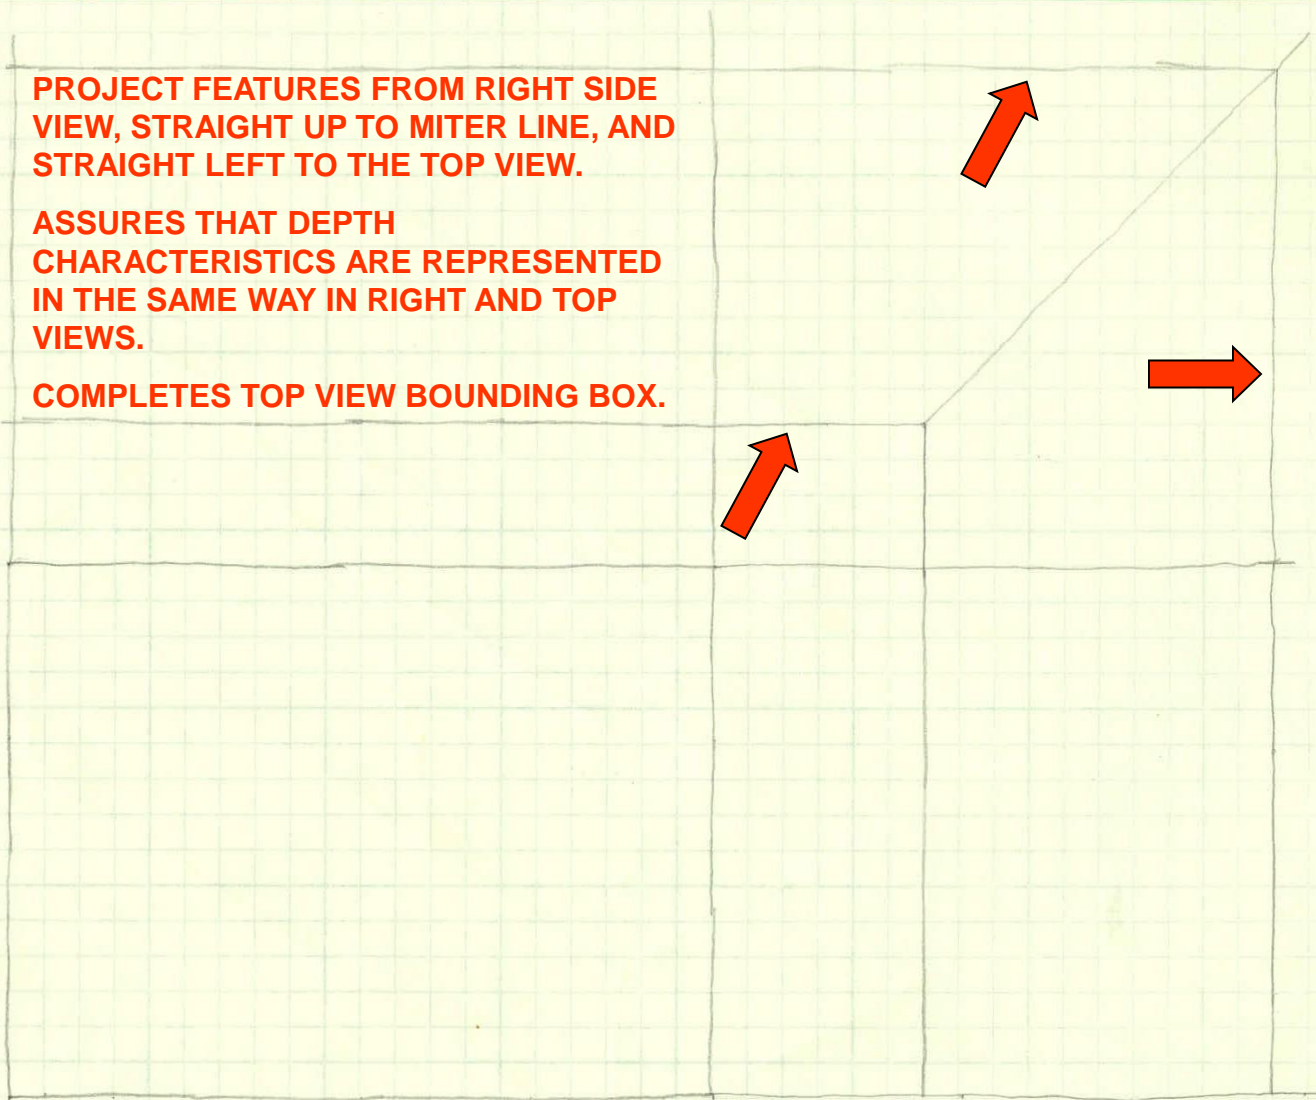 PROJECT FEATURES FROM RIGHT SIDE
VIEW, STRAIGHT UP TO MITER LINE, AND
STRAIGHT LEFT TO THE TOP VIEW.
ASSURES THAT DEPTH
CHARACTERISTICS ARE REPRESENTED
IN THE SAME WAY IN RIGHT AND TOP
VIEWS.
COMPLETES TOP VIEW BOUNDING BOX.